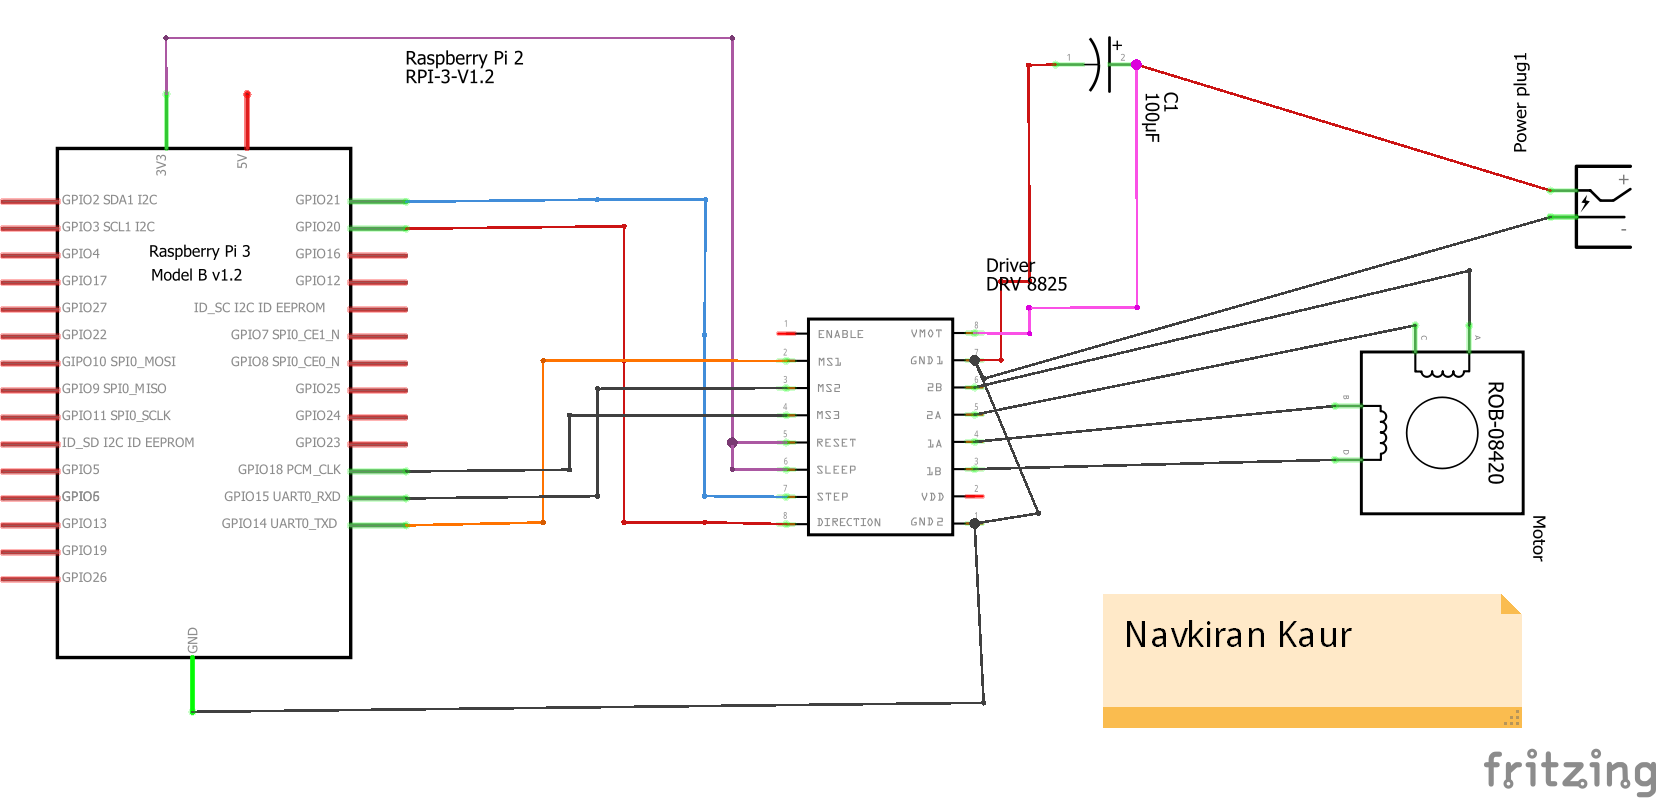 Raspberry Pi 2
RPI-3-V1.2
3V3
5V
Raspberry Pi 3
Model B v1.2
GPIO2 SDA1 I2C
GPIO3 SCL1 I2C
GPIO4
GPIO17
GPIO27
GPIO22
GIPO10 SPI0_MOSI
GPIO9 SPI0_MISO
GPIO11 SPI0_SCLK
ID_SD I2C ID EEPROM
GPIO5
GPIO6
GPIO13
GPIO19
GPIO26
GPIO21
GPIO20
GPIO16
GPIO12
ID_SC I2C ID EEPROM
GPIO7 SPI0_CE1_N
GPIO8 SPI0_CE0_N
GPIO25
GPIO24
GPIO23
GPIO18 PCM_CLK
GPIO15 UART0_RXD
GPIO14 UART0_TXD
GND
Driver
DRV 8825
1 ENABLE
2 MS1
3 MS2
4 MS3
5 RESET
6 SLEEP
7 STEP
8 DIRECTION
VMOT 8
GND1 7
2B 6
2A 5
1A 4
1B 3
VDD 2
GND2 1
1 + 2
C1
100µF
Power plug1
+
-
C
A
B
D
ROB-08420
Motor
Navkiran Kaur
fritzing